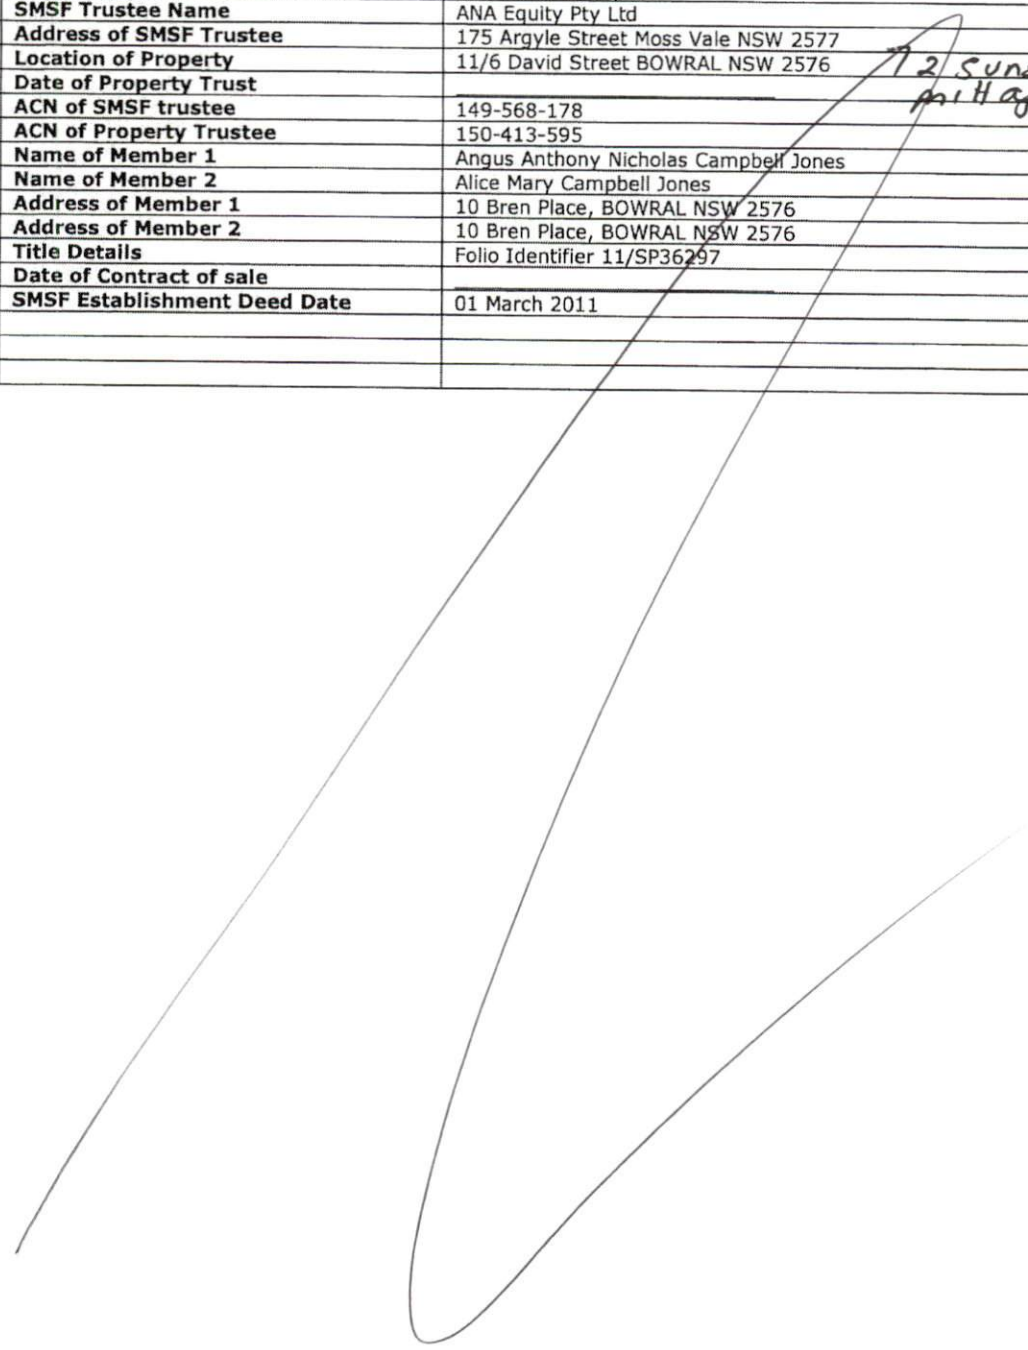 SMSF Trustee Name ANA Equity Pty Ltd
Address of SMSF Trustee 175 Argyle Street Moss Vale NSW 2577
Location of Property 11/6 David Street BOWRAL NSW 2576
Date of Property Trust
ACN of SMSF trustee 149-568-178
ACN of Property Trustee 150-413-595
Name of Member 1 Angus Anthony Nicholas Campbell Jones
Name of Member 2 Alice Mary Campbell Jones
Address of Member 1 10 Bren Place, BOWRAL NSW 2576
Address of Member 2 10 Bren Place, BOWRAL NSW 2576
Title Details Folio Identifier 11/SP36297
Date of Contract of sale
SMSF Establishment Deed Date 01 March 2011